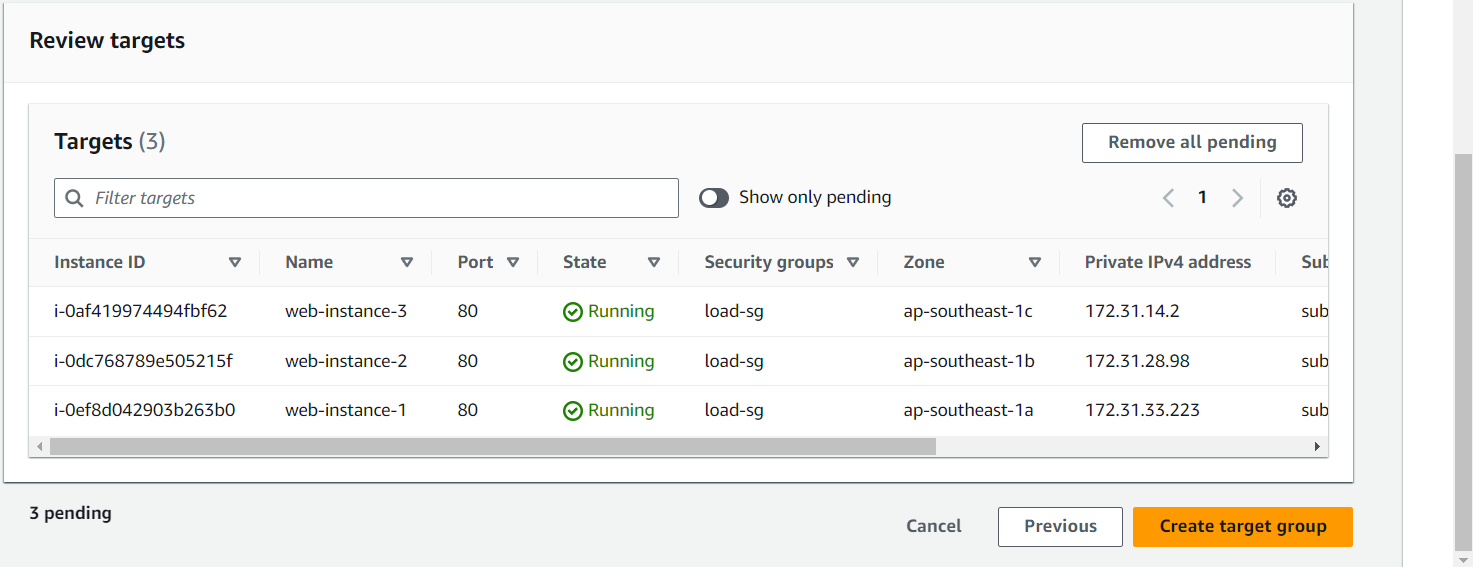 Review targets
Targets (3)
Remove all pending
Filter targets
Show only pending
1
Instance ID Name Port State Security groups Zone Private IPv4 address Sub
i-0af419974494fbf62 web-instance-3 80 Running load-sg ap-southeast-1c 172.31.14.2 sub
i-0dc768789e505215f web-instance-2 80 Running load-sg ap-southeast-1b 172.31.28.98 sub
i-0ef8d042903b263b0 web-instance-1 80 Running load-sg ap-southeast-1a 172.31.33.223 sub
3 pending
Cancel Previous Create target group